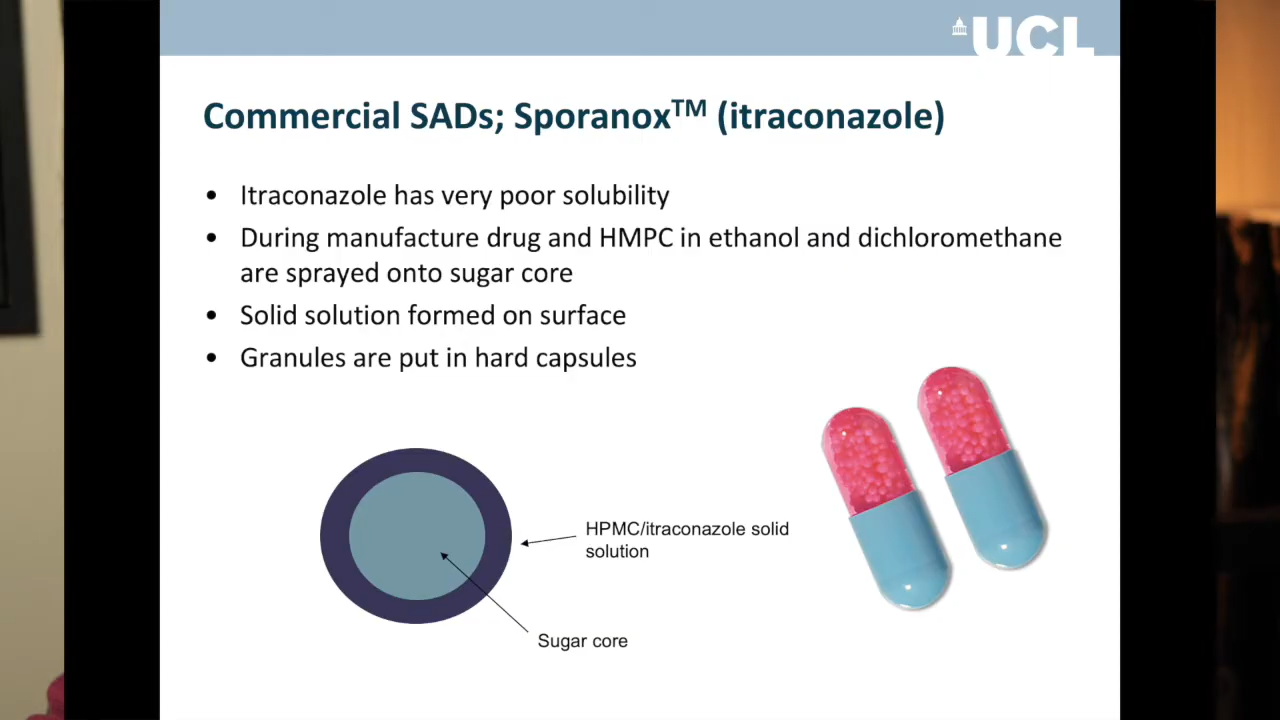 UCL
Commercial SADs; Sporanox™ (itraconazole)
• Itraconazole has very poor solubility
• During manufacture drug and HMPC in ethanol and dichloromethane
are sprayed onto sugar core
• Solid solution formed on surface
• Granules are put in hard capsules
HPMC/itraconazole solid
solution
Sugar core